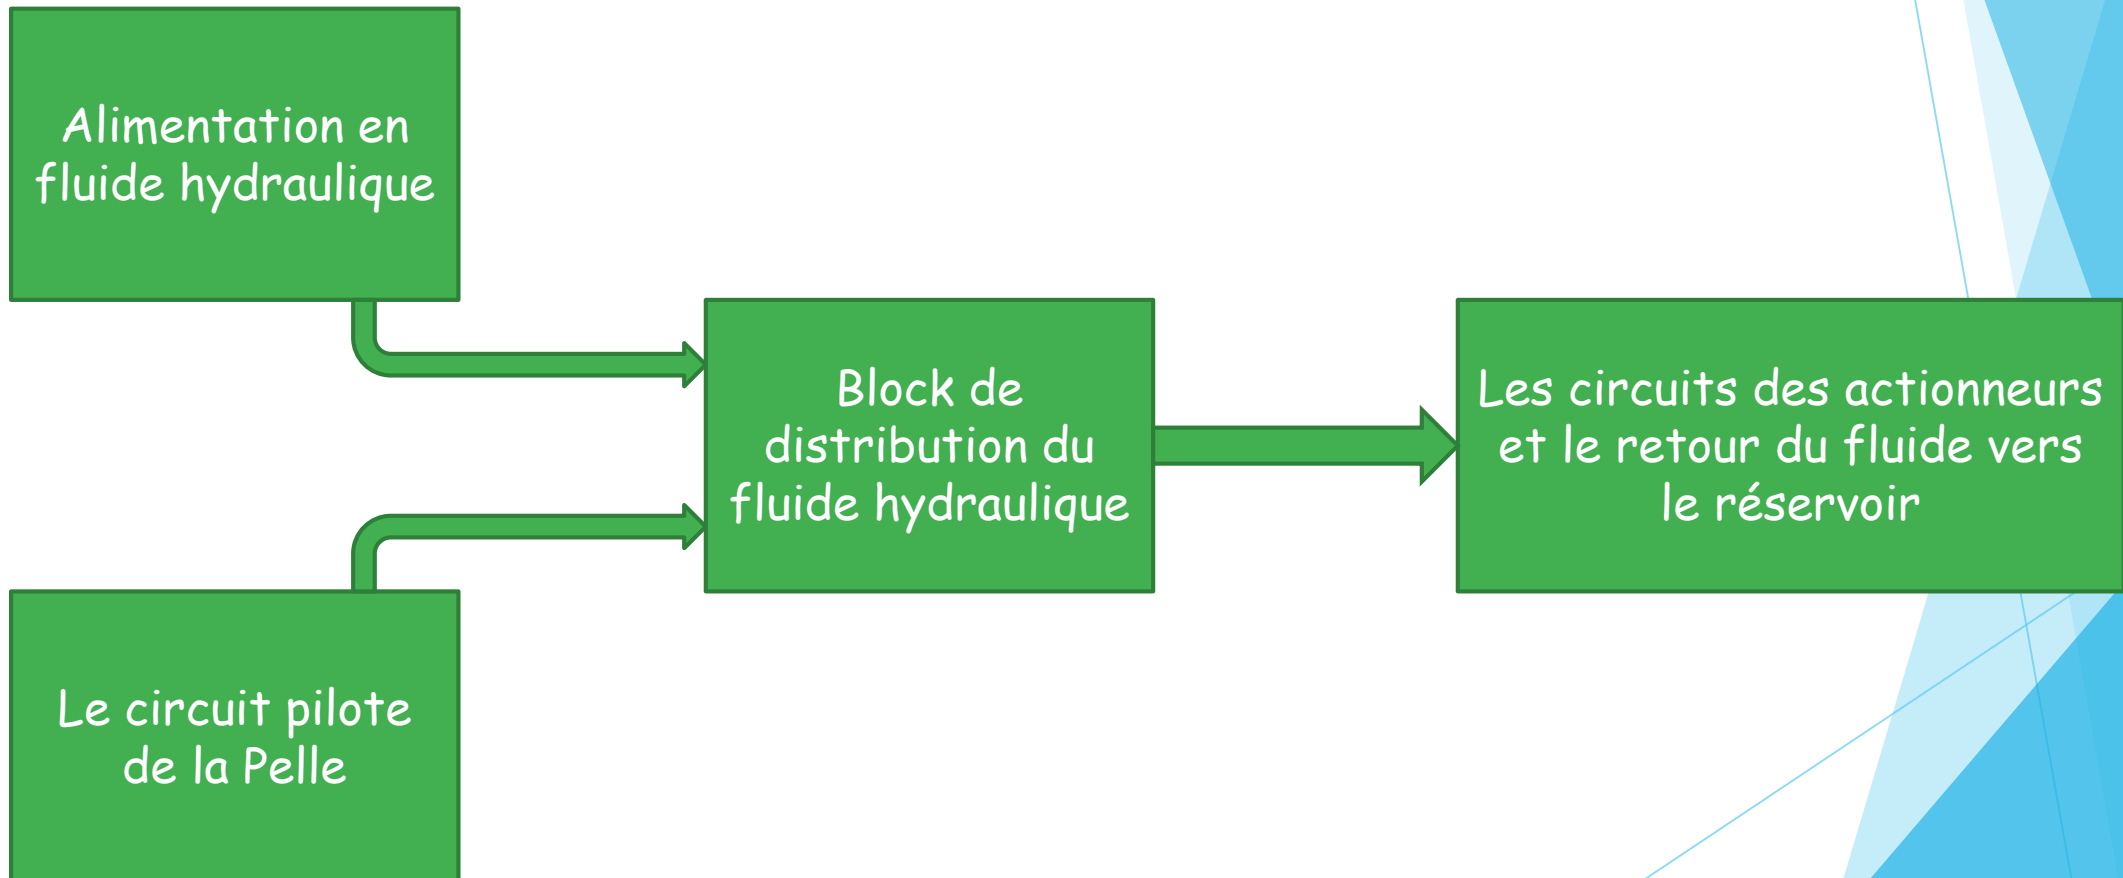 Alimentation en
fluide hydraulique
Block de
distribution du
fluide hydraulique
Les circuits des actionneurs
et le retour du fluide vers
le réservoir
Le circuit pilote
de la Pelle